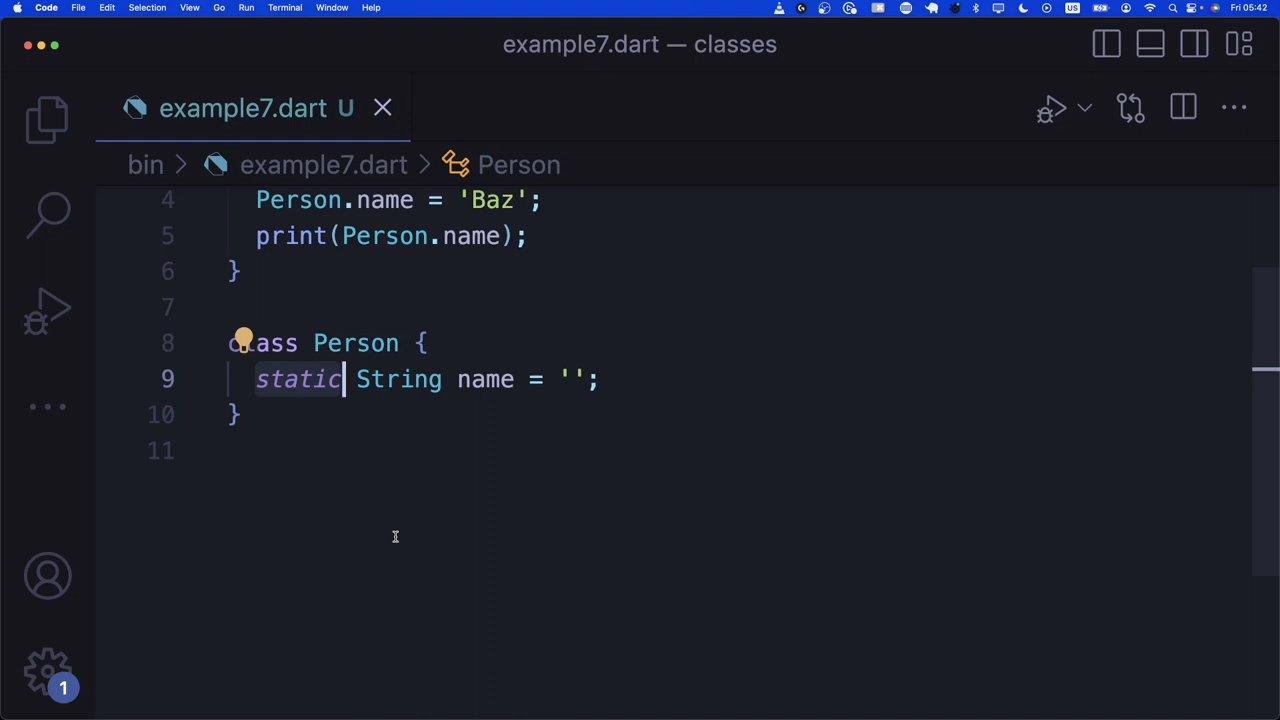 Code File Edit Selection View Go Run Terminal Window Help US Fri 05:42
example7.dart — classes
example7.dart U
bin example7.dart Person
4 Person.name = 'Baz';
5 print(Person.name);
6 }
7
8 class Person {
9 static String name = '';
10 }
11
1